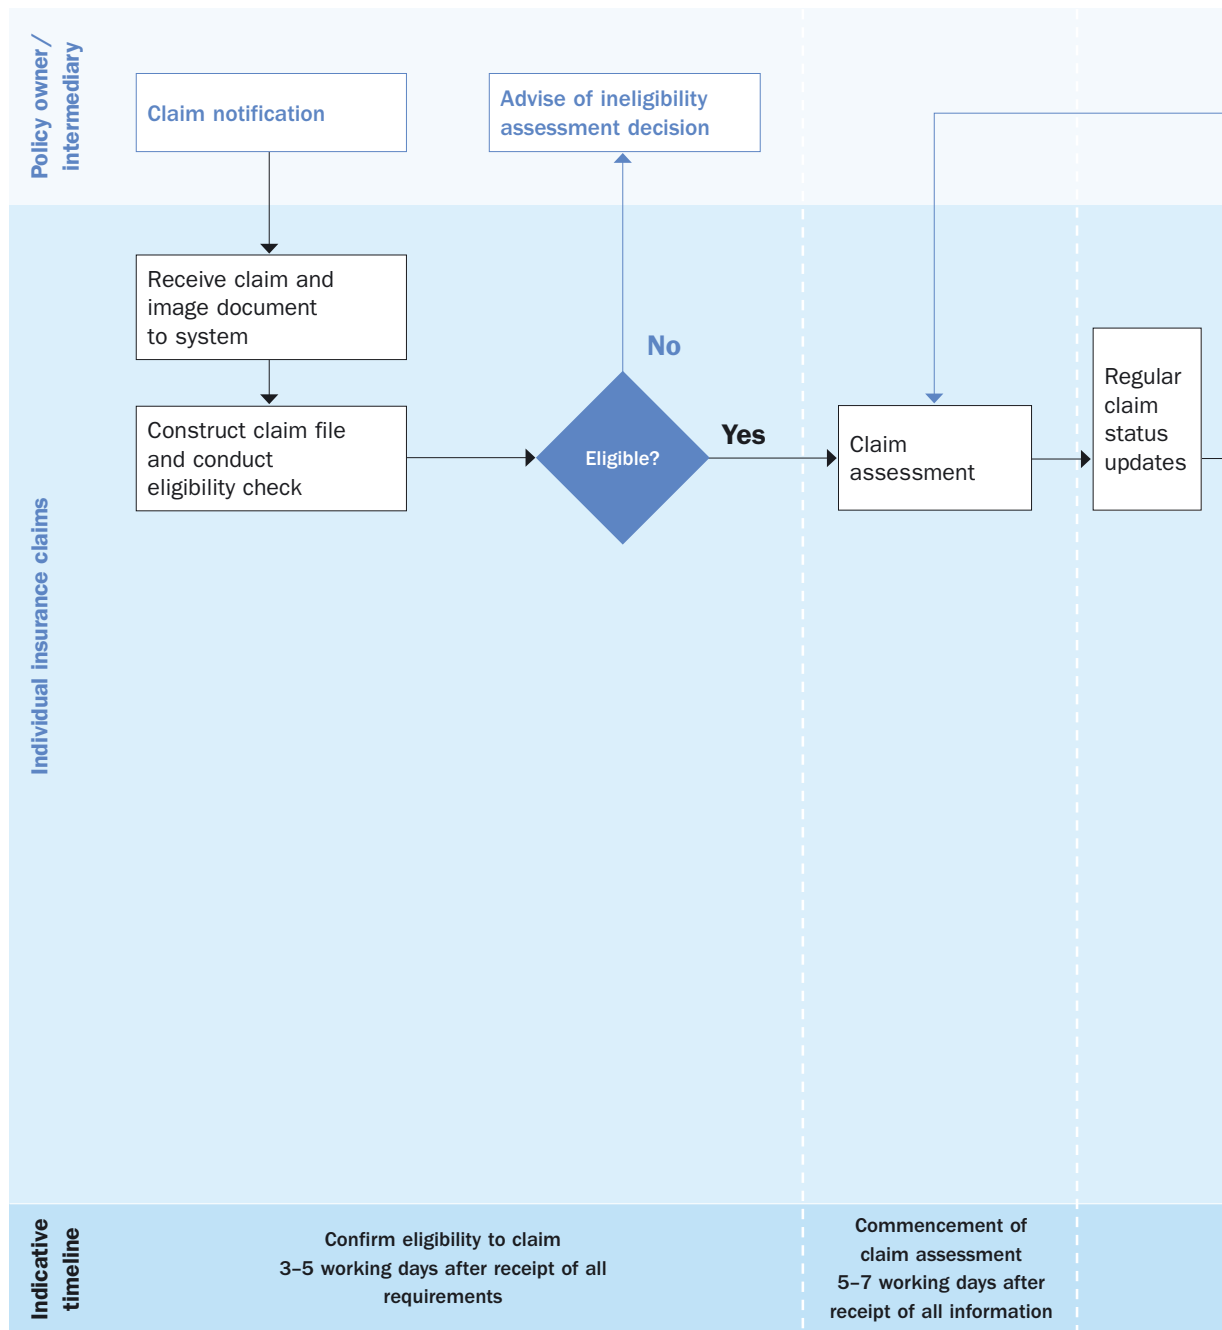 Policy owner/
intermediary
Claim notification
Advise of ineligibility
assessment decision
Individual insurance claims
Receive claim and
image document
to system
Construct claim file
and conduct
eligibility check
Eligible?
No
Yes
Claim
assessment
Regular
claim
status
updates
Indicative
timeline
Confirm eligibility to claim
3–5 working days after receipt of all
requirements
Commencement of
claim assessment
5–7 working days after
receipt of all information